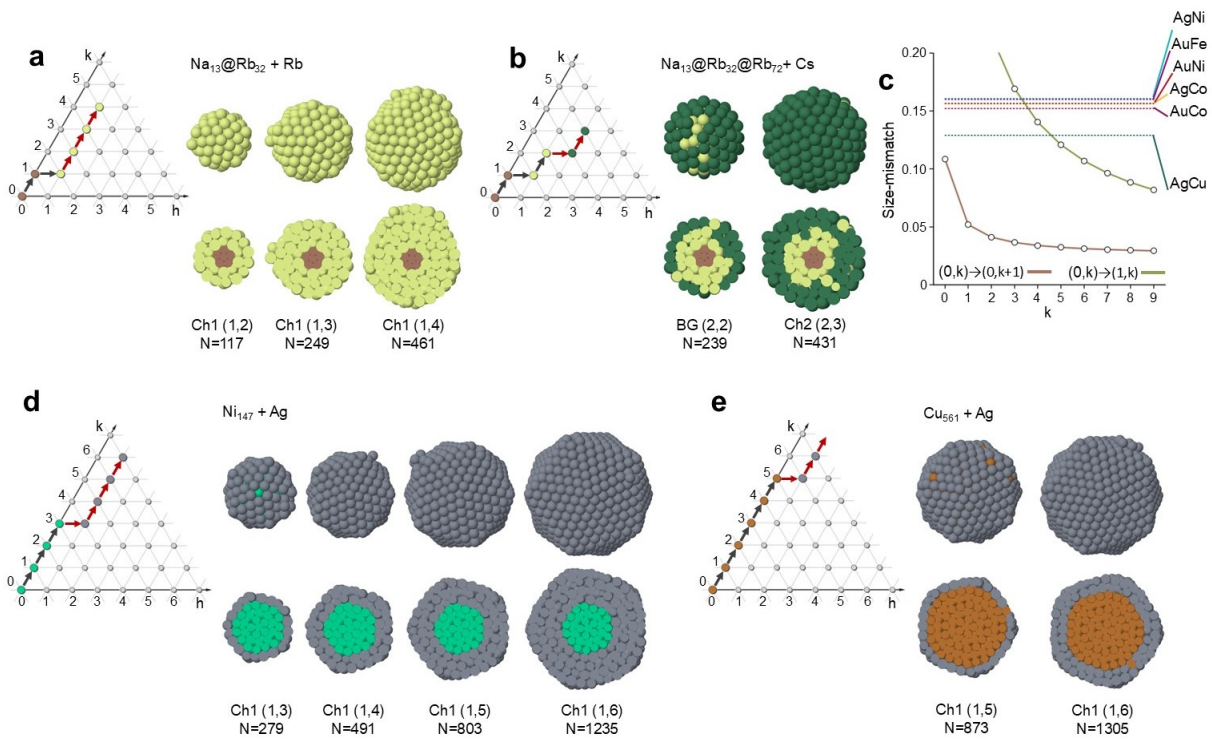 a
Na13@Rb32 + Rb
k
5
4
3
2
1
0
0 1 2 3 4 5 h
Ch1 (1,2)
N=117
Ch1 (1,3)
N=249
Ch1 (1,4)
N=461
b
Na13@Rb32@Rb72+ Cs
k
5
4
3
2
1
0
0 1 2 3 4 5 h
BG (2,2)
N=239
Ch2 (2,3)
N=431
c
Size-mismatch
0.20
0.15
0.10
0.05
0
0 1 2 3 4 5 6 7 8 9
k
(0,k)→(0,k+1)
(0,k)→(1,k)
AgNi
AuFe
AuNi
AgCo
AuCo
AgCu
d
Ni147 + Ag
k
6
5
4
3
2
1
0
0 1 2 3 4 5 6 h
Ch1 (1,3)
N=279
Ch1 (1,4)
N=491
Ch1 (1,5)
N=803
Ch1 (1,6)
N=1235
e
Cu561 + Ag
k
6
5
4
3
2
1
0
0 1 2 3 4 5 6 h
Ch1 (1,5)
N=873
Ch1 (1,6)
N=1305